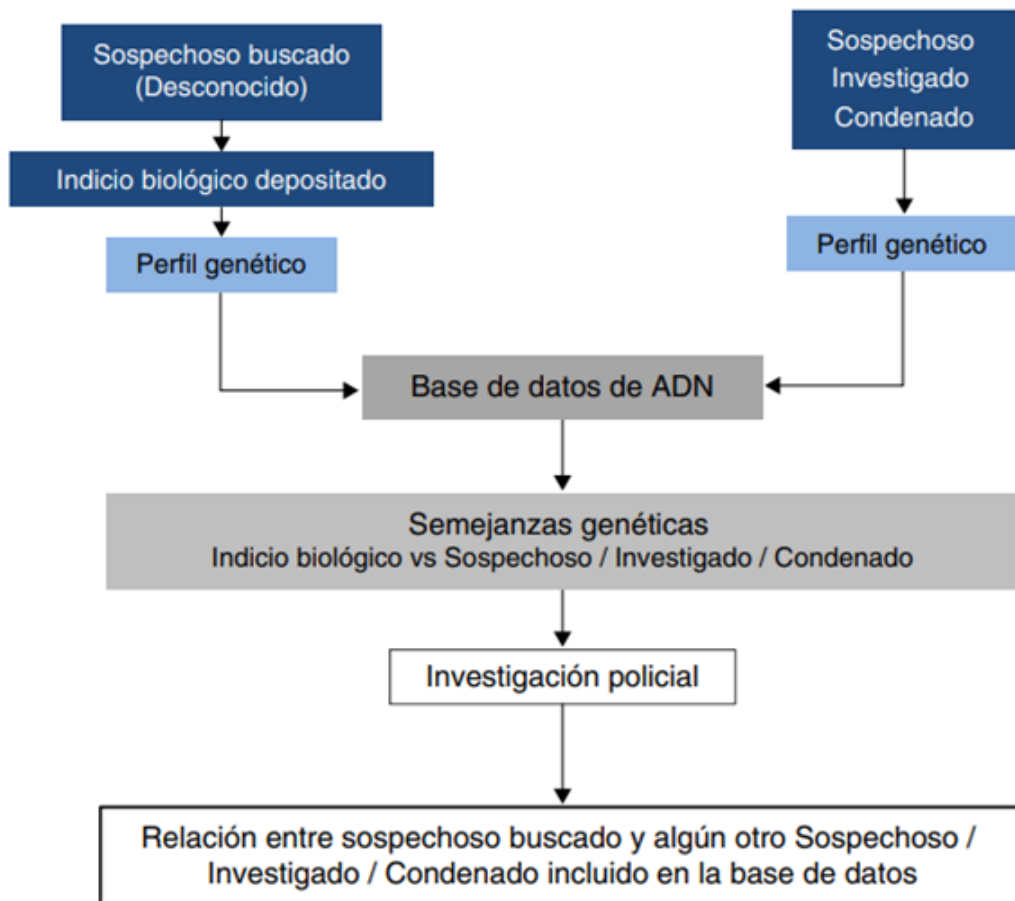 Sospechoso buscado
(Desconocido)
Indicio biológico depositado
Perfil genético
Sospechoso
Investigado
Condenado
Perfil genético
Base de datos de ADN
Semejanzas genéticas
Indicio biológico vs Sospechoso / Investigado / Condenado
Investigación policial
Relación entre sospechoso buscado y algún otro Sospechoso /
Investigado / Condenado incluido en la base de datos